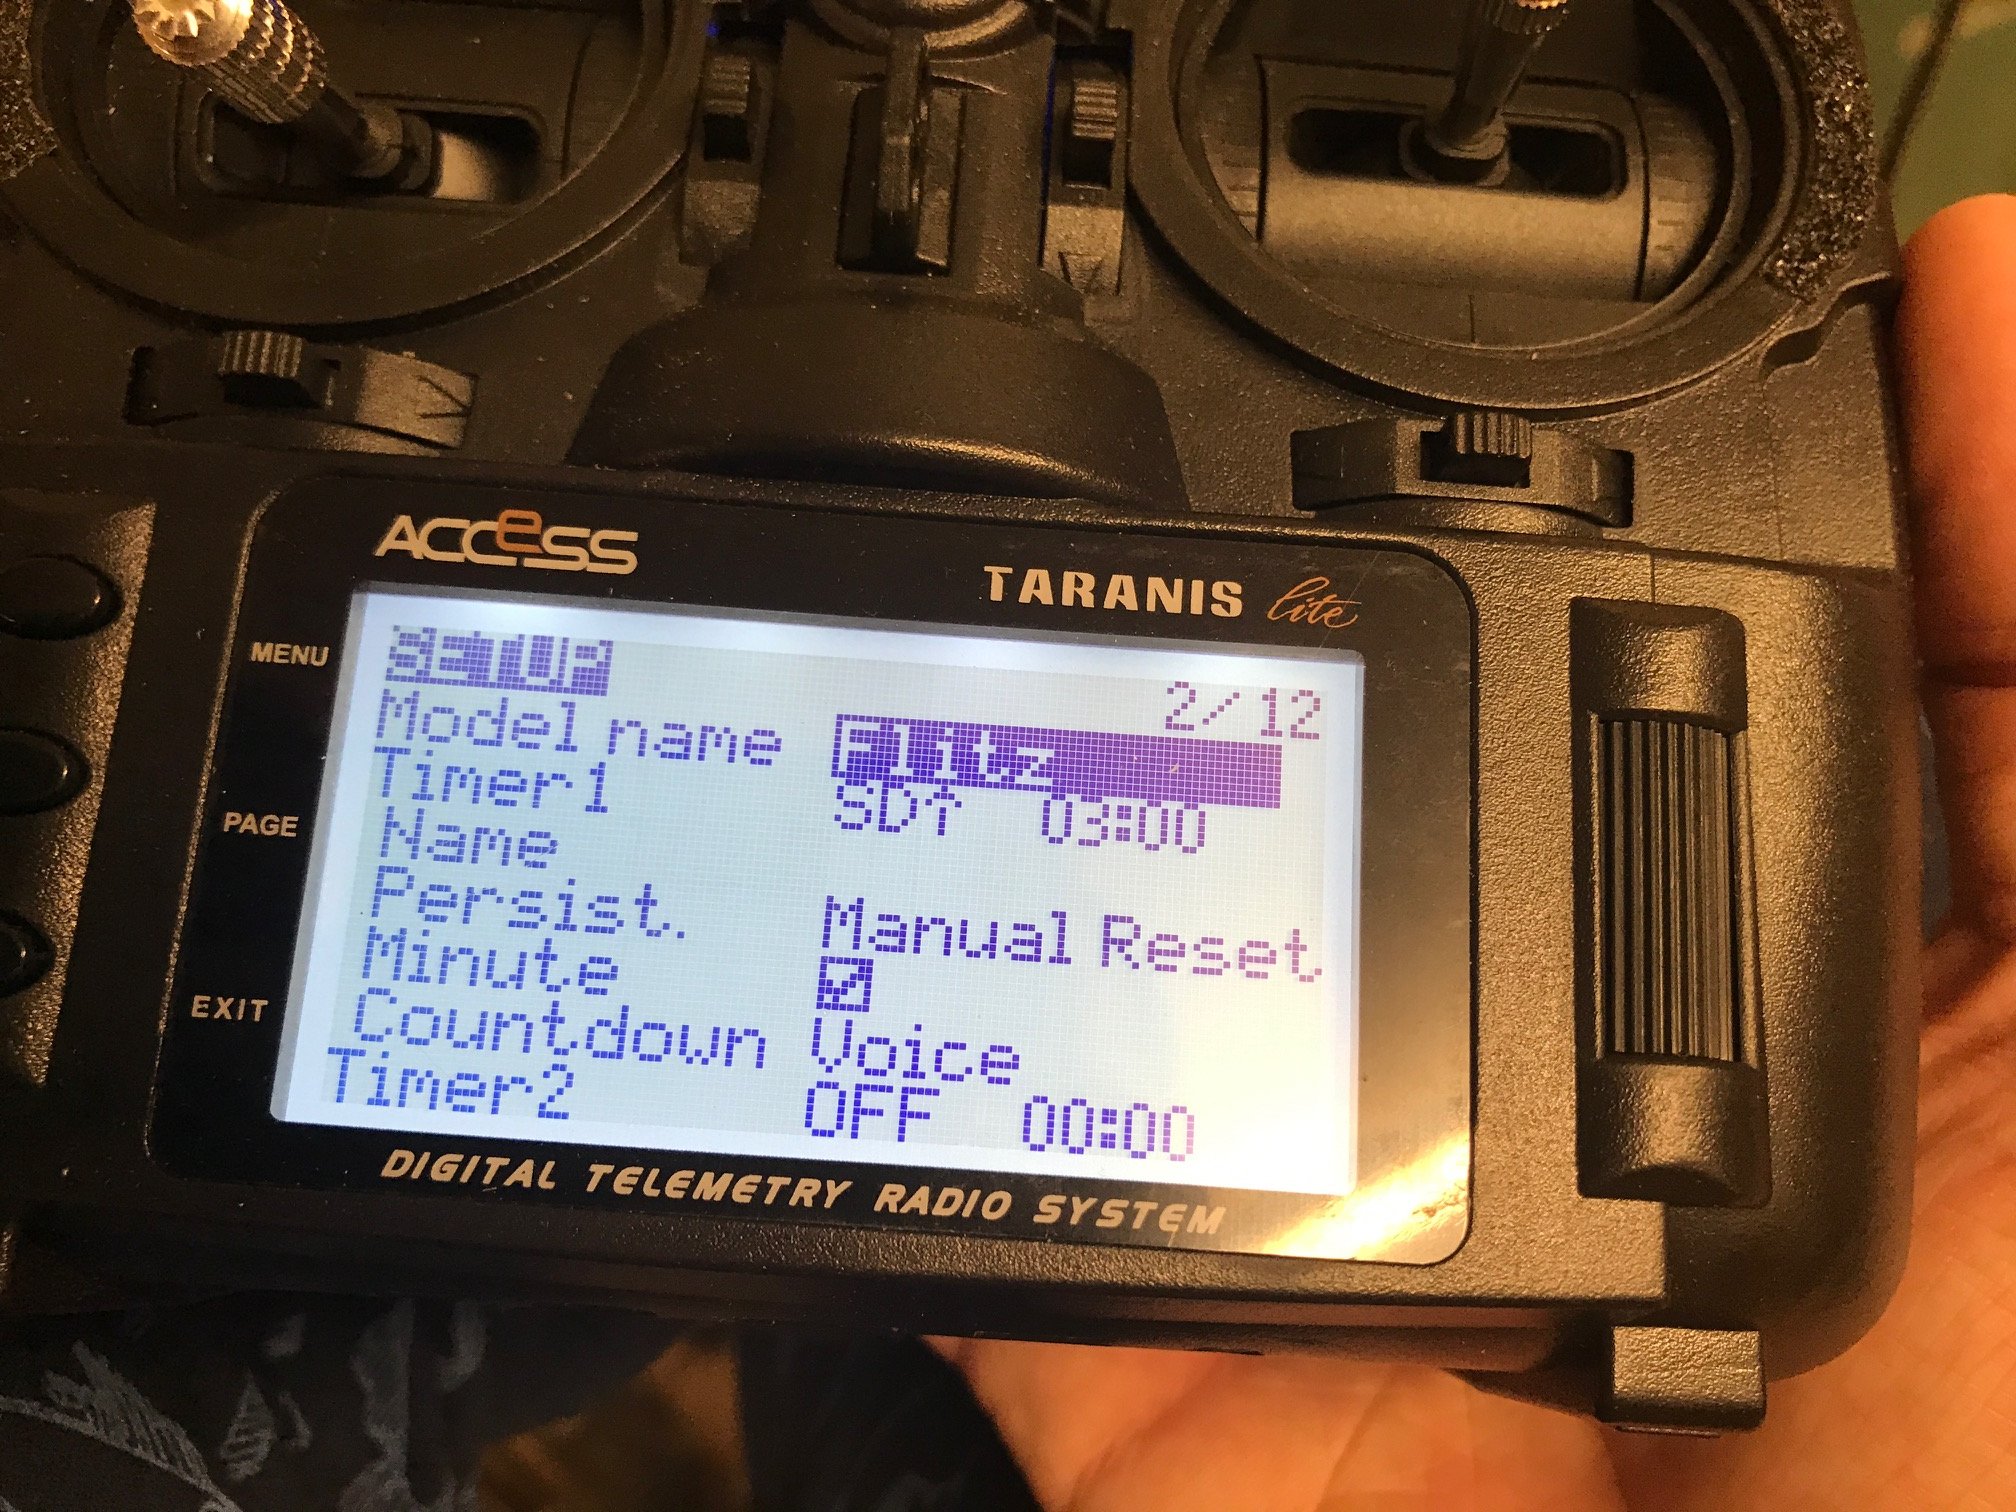 ACCeSS
TARANIS lite
MENU
PAGE
EXIT
SETUP 2/12
Model name Flitz
Timer1 SD↑ 03:00
Name
Persist. Manual Reset
Minute ☑
Countdown Voice
Timer2 OFF 00:00
DIGITAL TELEMETRY RADIO SYSTEM